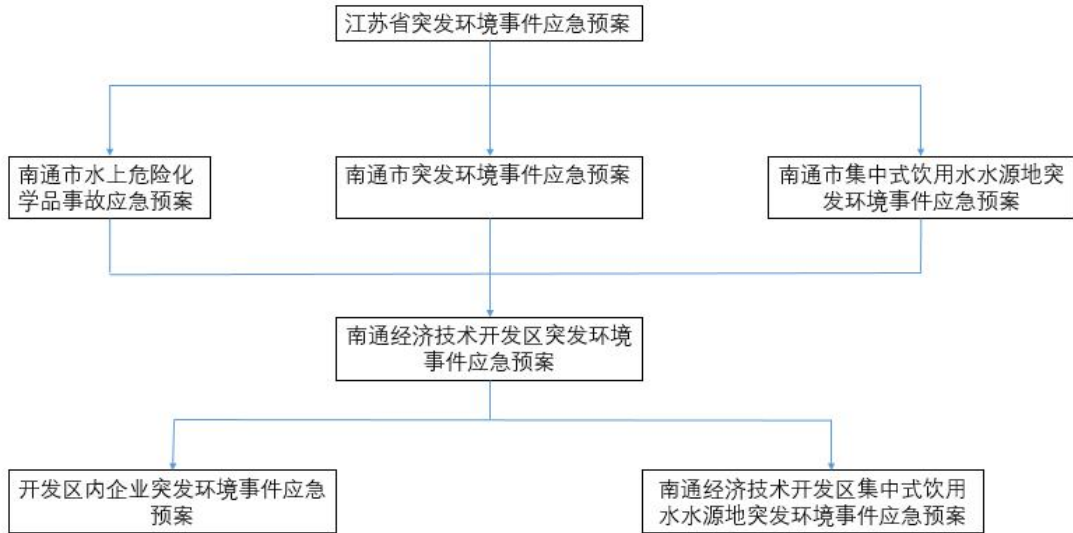 江苏省突发环境事件应急预案
南通市水上危险化
学品事故应急预案
南通市突发环境事件应急预案
南通市集中式饮用水水源地突
发环境事件应急预案
南通经济技术开发区突发环境
事件应急预案
开发区内企业突发环境事件应急
预案
南通经济技术开发区集中式饮用
水水源地突发环境事件应急预案